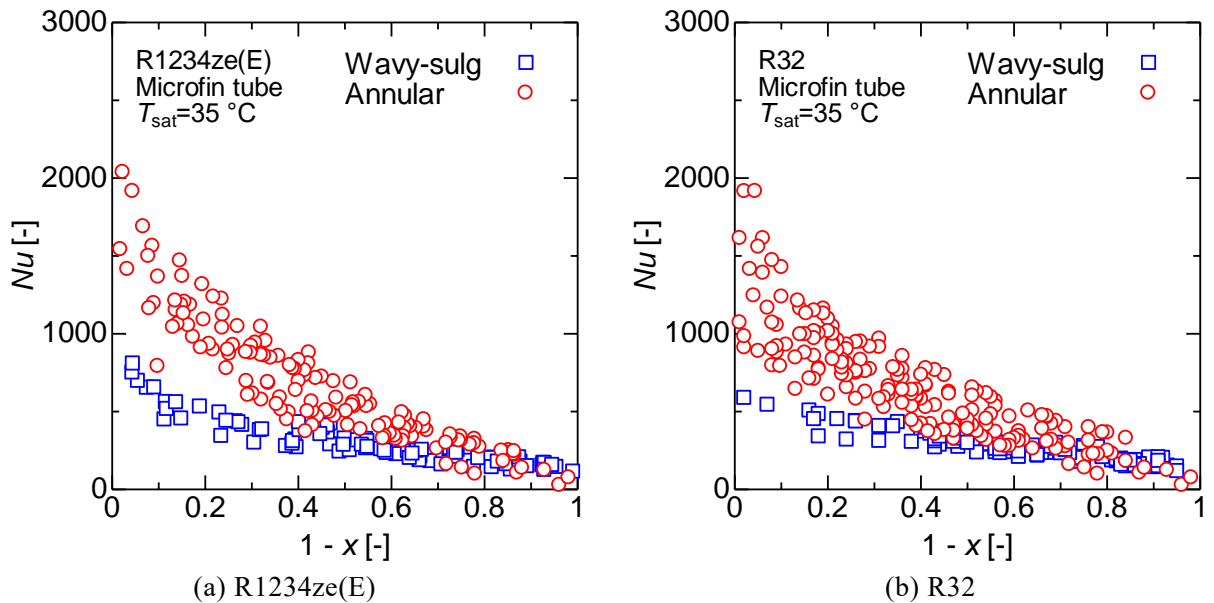 3000
R1234ze(E)
Wavy-sulg
Microfin tube
Annular
T_sat=35 °C
2000
Nu [-]
1000
0
0 0.2 0.4 0.6 0.8 1
1 - x [-]
(a) R1234ze(E)
3000
R32
Wavy-sulg
Microfin tube
Annular
T_sat=35 °C
2000
Nu [-]
1000
0
0 0.2 0.4 0.6 0.8 1
1 - x [-]
(b) R32